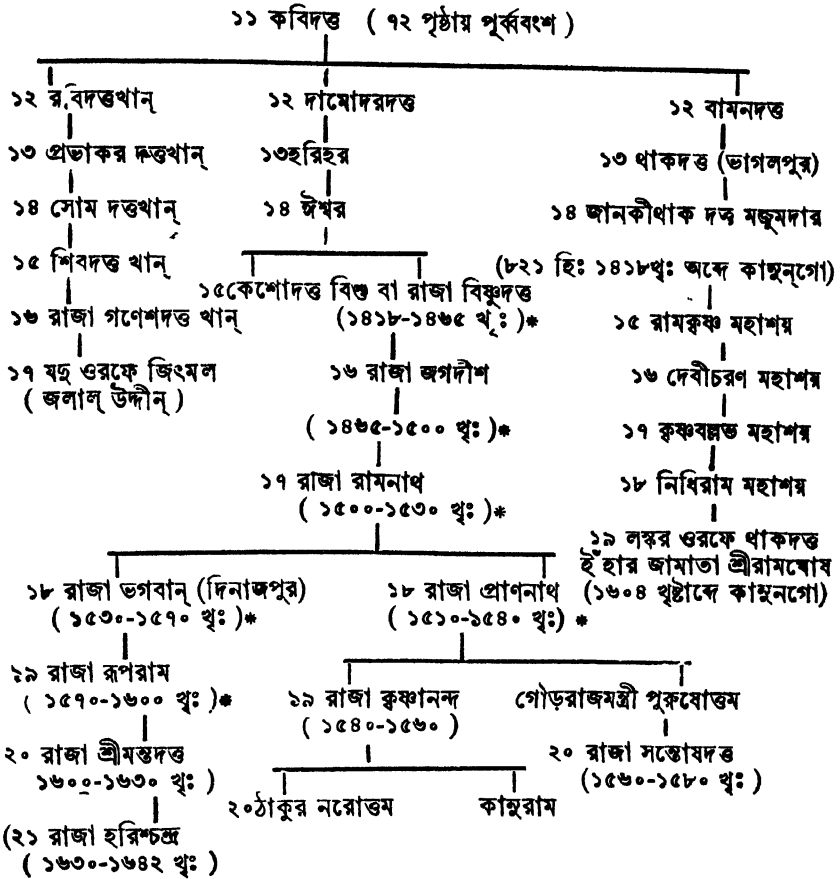 ১১ কবিদত্ত ( ৭২ পৃষ্ঠায় পূর্ব্ববংশ )
১২ র.বিদত্তখান্ ১২ দামোদরদত্ত ১২ বামনদত্ত
১৩ প্রভাকর দত্তখান্ ১৩হরিহর ১৩ থাকদত্ত (ভাগলপুর)
১৪ সোম দত্তখান্ ১৪ ঈশ্বর ১৪ জানকীথাক দত্ত মজুমদার
১৫ শিবদত্ত খান্ (৮২১ হিঃ ১৪১৮খৃঃ অব্দে কানুন্‌গো)
১৫কেশোদত্ত বিশু বা রাজা বিষ্ণুদত্ত
১৬ রাজা গণেশদত্ত খান্ (১৪১৮-১৪৬৫ খৃঃ )* ১৫ রামকৃষ্ণ মহাশয়
১৭ যদু ওরফে জিৎমল ১৬ রাজা জগদীশ ১৬ দেবীচরণ মহাশয়
( জলাল্ উদ্দীন্ )
( ১৪৬৫-১৫০০ খৃঃ )* ১৭ কৃষ্ণবল্লভ মহাশয়
১৭ রাজা রামনাথ ১৮ নিধিরাম মহাশয়
( ১৫০০-১৫৩০ খৃঃ )*
১৯ লস্কর ওরফে থাকদত্ত
ইঁহার জামাতা শ্রীরামঘোষ
১৮ রাজা ভগবান্ (দিনাজপুর) ১৮ রাজা প্রাণনাথ (১৬০৪ খৃষ্টাব্দে কানুনগো)
( ১৫৩০-১৫৭০ খৃঃ )* (১৫১০-১৫৪০ খৃঃ) *
১৯ রাজা রূপরাম ১৯ রাজা কৃষ্ণানন্দ গৌড়রাজমন্ত্রী পুরুষোত্তম
( ১৫৭০-১৬০০ খৃঃ )* ( ১৫৪০-১৫৬০ )
২০ রাজা শ্রীমন্তদত্ত ২০ রাজা সন্তোষদত্ত
১৬০০-১৬৩০ খৃঃ ) (১৫৬০-১৫৮০ খৃঃ )
২০ঠাকুর নরোত্তম কানুরাম
(২১ রাজা হরিশ্চন্দ্র
( ১৬৩০-১৬৪২ খৃঃ )